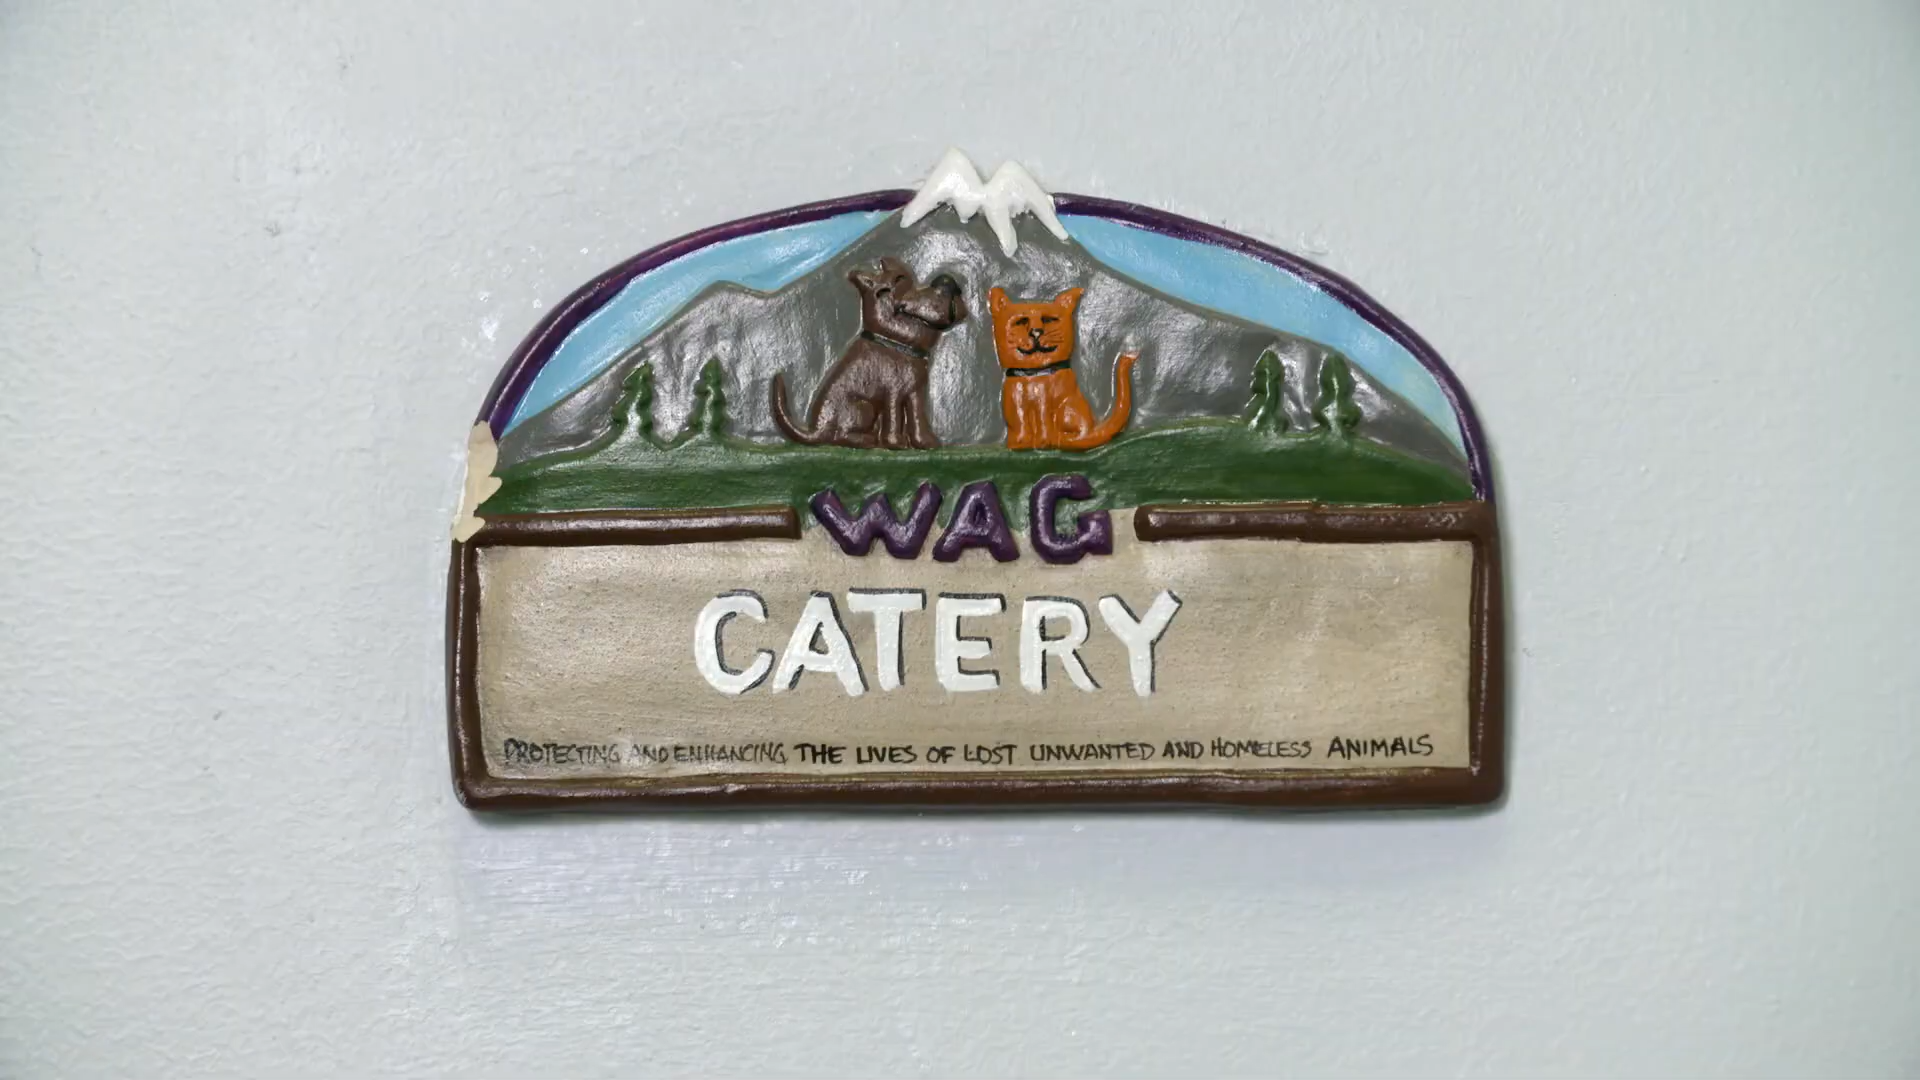 WAG
CATERY
PROTECTING AND ENHANCING THE LIVES OF LOST UNWANTED AND HOMELESS ANIMALS